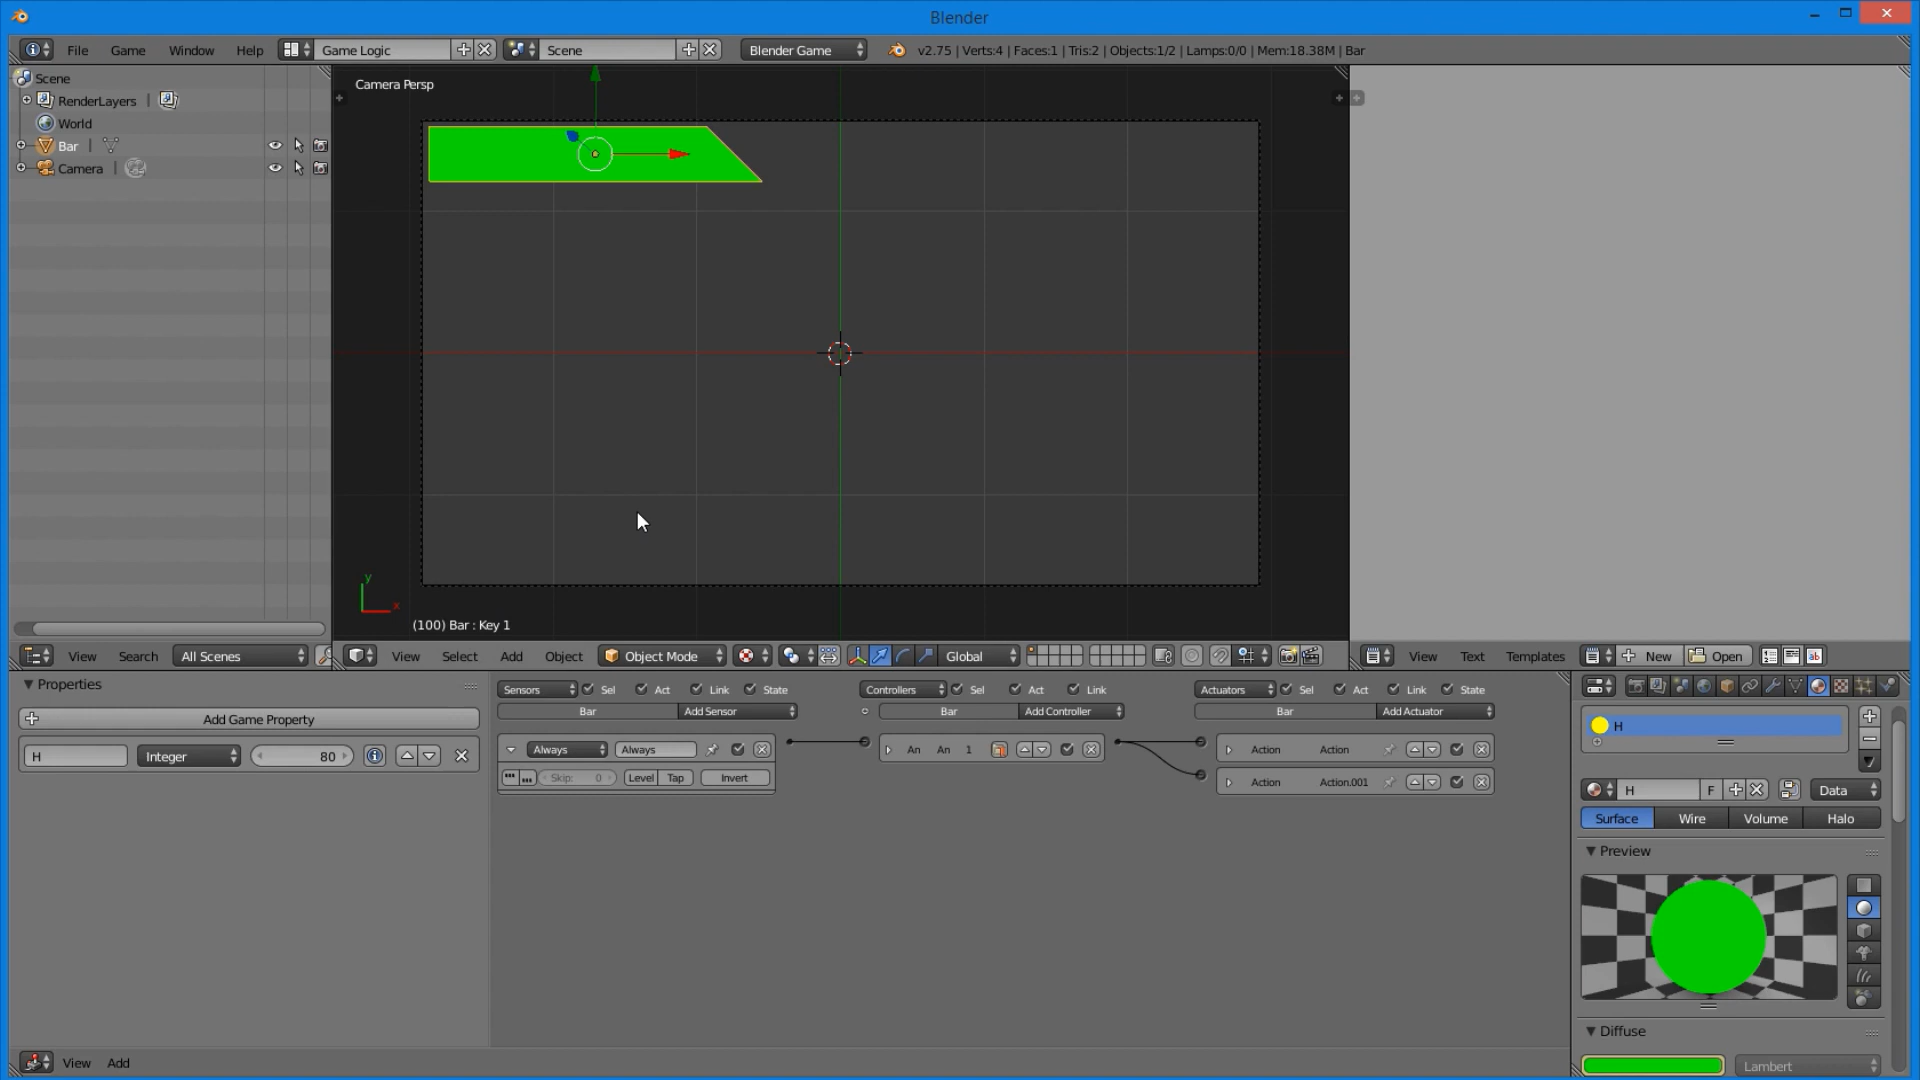 Blender
File Game Window Help Game Logic Scene Blender Game v2.75 | Verts:4 | Faces:1 | Tris:2 | Objects:1/2 | Lamps:0/0 | Mem:18.38M | Bar
Scene
RenderLayers
World
Bar
Camera
Camera Persp
y
x
(100) Bar : Key 1
View Search All Scenes
View Select Add Object Object Mode Global
View Text Templates New Open
Properties
Add Game Property
H Integer 80
Sensors Sel Act Link State
Bar Add Sensor
Always Always
Skip: 0 Level Tap Invert
Controllers Sel Act Link
Bar Add Controller
An An 1
Actuators Sel Act Link State
Bar Add Actuator
Action Action
Action Action.001
H
H F Data
Surface Wire Volume Halo
Preview
Diffuse
Lambert
View Add